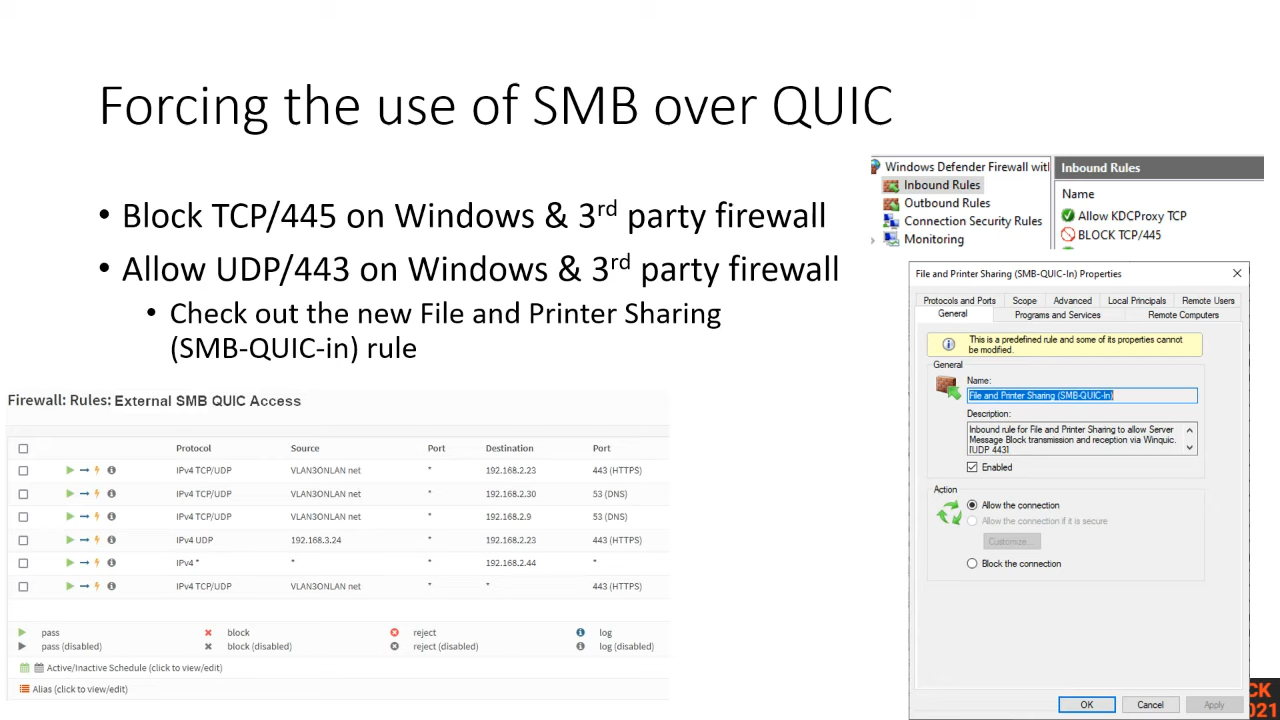 Forcing the use of SMB over QUIC
• Block TCP/445 on Windows & 3rd party firewall
• Allow UDP/443 on Windows & 3rd party firewall
• Check out the new File and Printer Sharing
(SMB-QUIC-in) rule
Windows Defender Firewall wit
Inbound Rules
Outbound Rules
Connection Security Rules
Monitoring
Inbound Rules
Name
Allow KDCProxy TCP
BLOCK TCP/445
File and Printer Sharing (SMB-QUIC-In) Properties
Protocols and Ports Scope Advanced Local Principals Remote Users
General Programs and Services Remote Computers
This is a predefined rule and some of its properties cannot
be modified.
General
Name:
File and Printer Sharing (SMB-QUIC-In)
Description:
Inbound rule for File and Printer Sharing to allow Server
Message Block transmission and reception via Winquic.
[UDP 443]
Enabled
Action
Allow the connection
Allow the connection if it is secure
Customize...
Block the connection
OK Cancel Apply
Firewall: Rules: External SMB QUIC Access
Protocol Source Port Destination Port
IPv4 TCP/UDP VLAN3ONLAN net * 192.168.2.23 443 (HTTPS)
IPv4 TCP/UDP VLAN3ONLAN net * 192.168.2.30 53 (DNS)
IPv4 TCP/UDP VLAN3ONLAN net * 192.168.2.9 53 (DNS)
IPv4 UDP 192.168.3.24 * 192.168.2.23 443 (HTTPS)
IPv4 * * * 192.168.2.44 *
IPv4 TCP/UDP VLAN3ONLAN net * * 443 (HTTPS)
pass block reject log
pass (disabled) block (disabled) reject (disabled) log (disabled)
Active/Inactive Schedule (click to view/edit)
Alias (click to view/edit)
CK
021